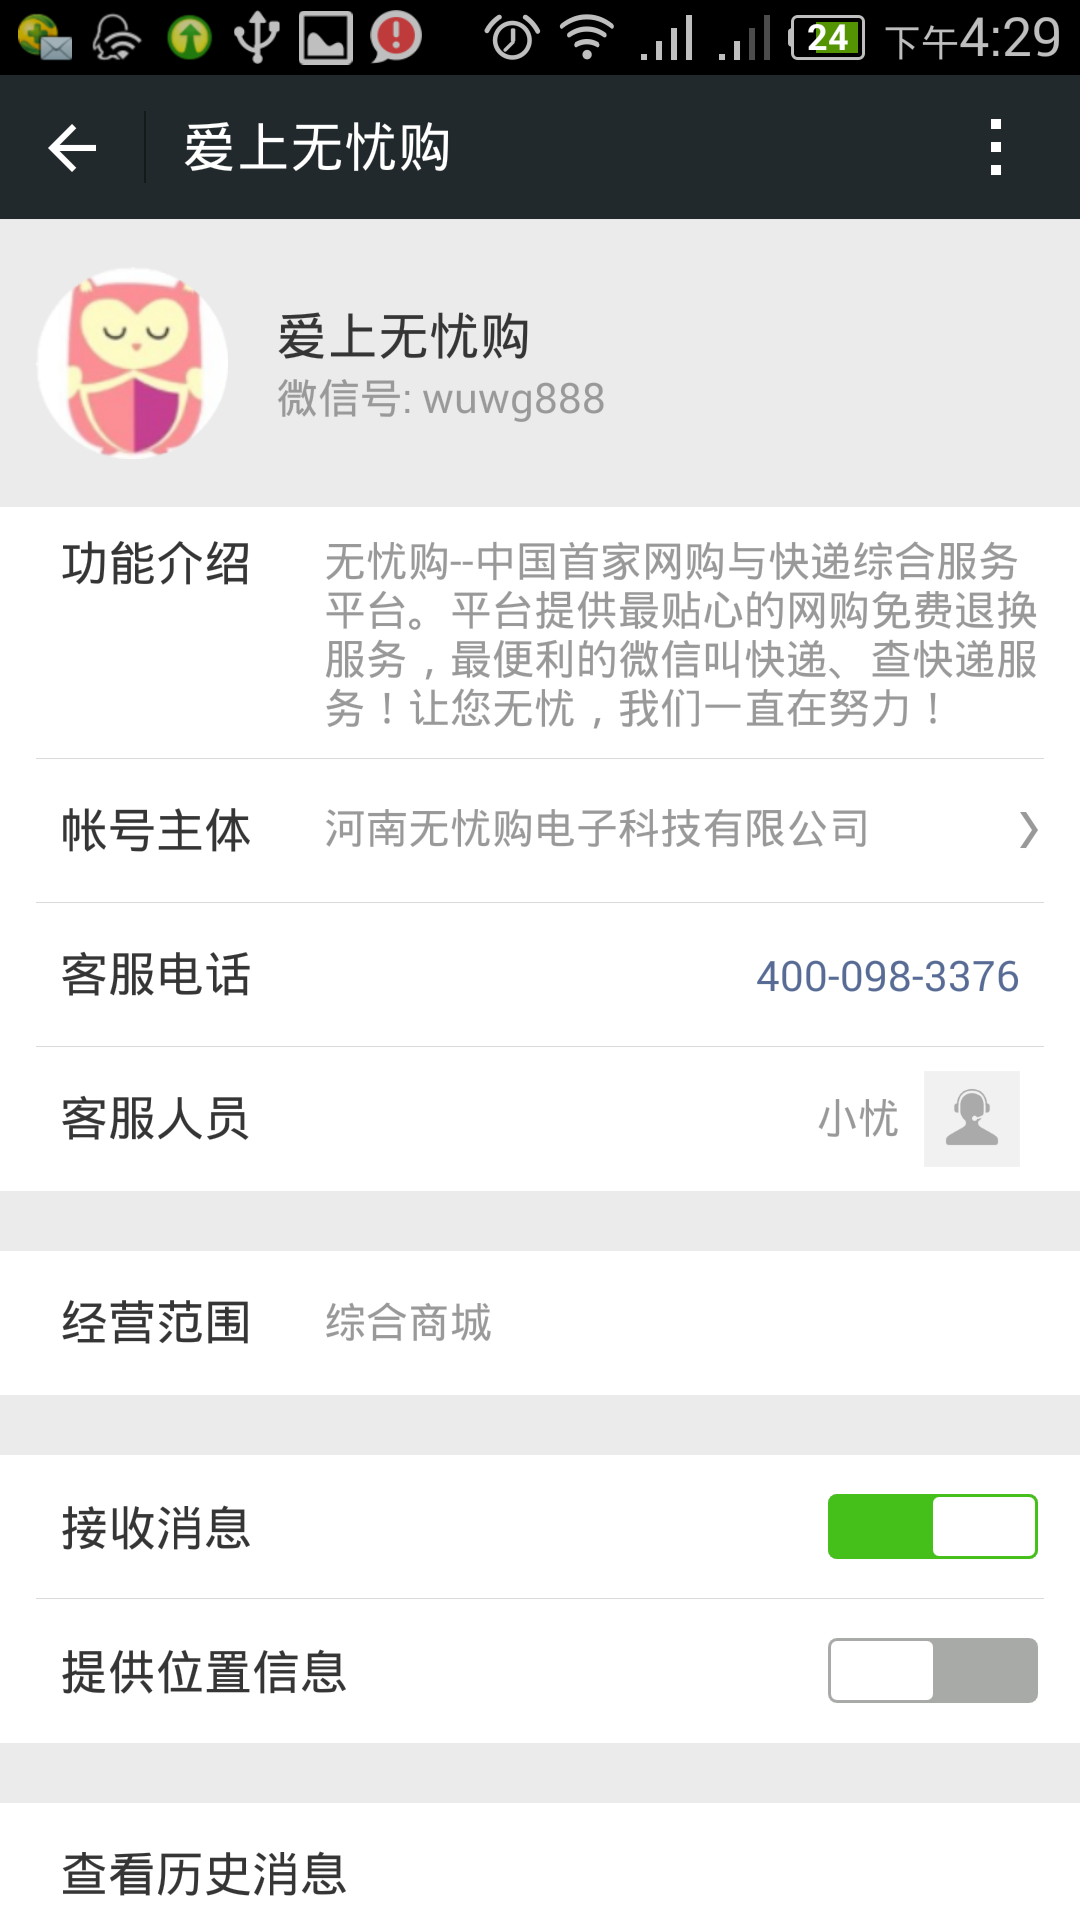 24 下午4:29
爱上无忧购
爱上无忧购
微信号: wuwg888
功能介绍
无忧购--中国首家网购与快递综合服务
平台。平台提供最贴心的网购免费退换
服务，最便利的微信叫快递、查快递服
务！让您无忧，我们一直在努力！
帐号主体 河南无忧购电子科技有限公司
客服电话 400-098-3376
客服人员 小忧
经营范围 综合商城
接收消息
提供位置信息
查看历史消息